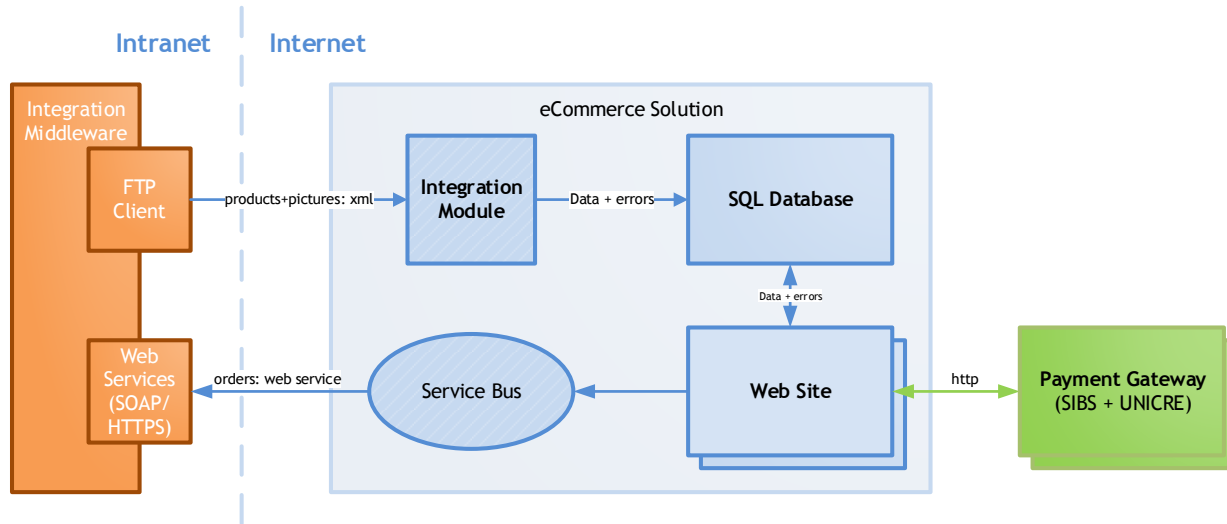 Intranet
Internet
Integration
Middleware
eCommerce Solution
FTP
Client
products+pictures: xml
Integration
Module
Data + errors
SQL Database
Data + errors
Web
Services
(SOAP/
HTTPS)
orders: web service
Service Bus
Web Site
http
Payment Gateway
(SIBS + UNICRE)